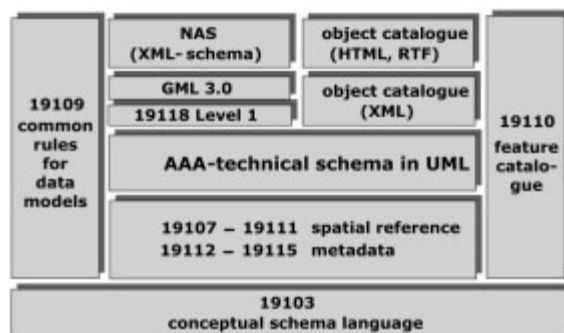 19109
common
rules
for
data
models
NAS
(XML- schema)
object catalogue
(HTML, RTF)
GML 3.0
19118 Level 1
object catalogue
(XML)
AAA-technical schema in UML
19107 – 19111 spatial reference
19112 – 19115 metadata
19110
feature
catalo-
gue
19103
conceptual schema language